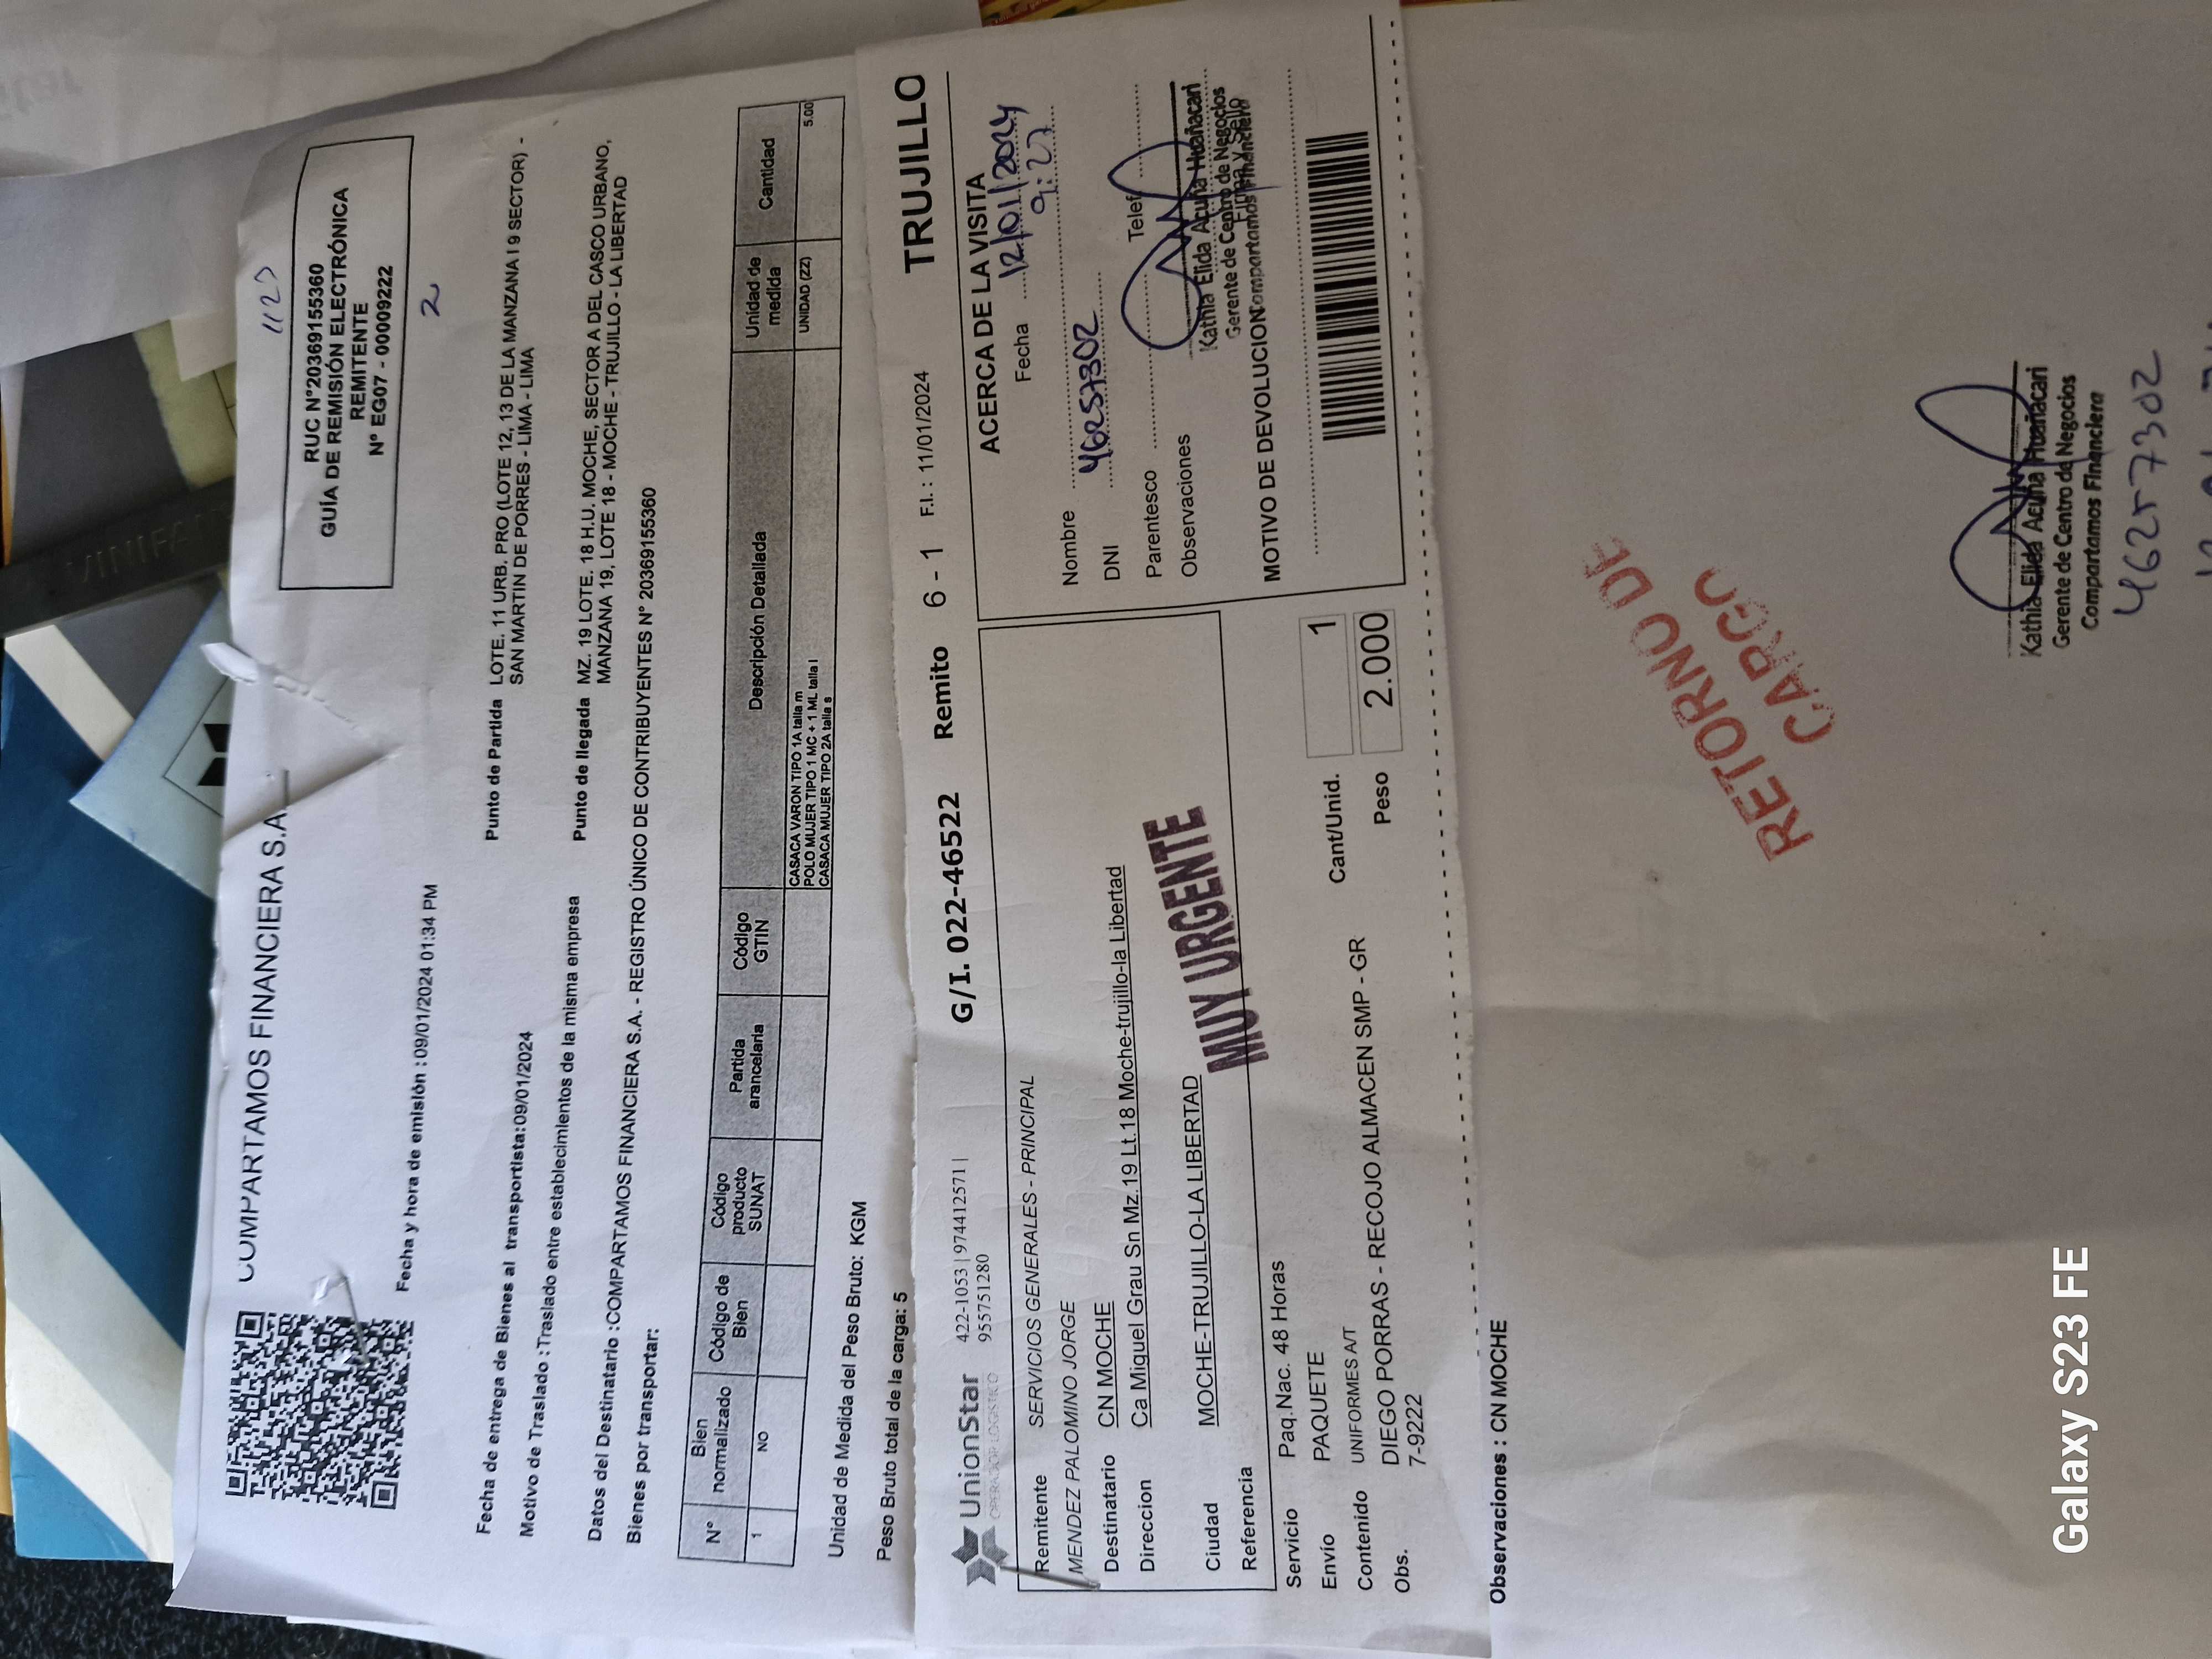 COMPARTAMOS FINANCIERA S.A.
Fecha y hora de emisión :09/01/2024 01:34 PM
1123
RUC N°20369155360
GUÍA DE REMISIÓN ELECTRÓNICA
REMITENTE
N° EG07 - 00009222
2
Fecha de entrega de Bienes al transportista:09/01/2024
Punto de Partida LOTE. 11 URB. PRO (LOTE 12, 13 DE LA MANZANA I 9 SECTOR) -
SAN MARTIN DE PORRES - LIMA - LIMA
Motivo de Traslado :Traslado entre establecimientos de la misma empresa
Punto de llegada MZ. 19 LOTE. 18 H.U. MOCHE, SECTOR A DEL CASCO URBANO,
MANZANA 19, LOTE 18 - MOCHE - TRUJILLO - LA LIBERTAD
Datos del Destinatario :COMPARTAMOS FINANCIERA S.A. - REGISTRO ÚNICO DE CONTRIBUYENTES N° 20369155360
Bienes por transportar:
N° Bien normalizado Código de Bien Código producto SUNAT Partida arancelaria Código GTIN Descripción Detallada Unidad de medida Cantidad
1 NO CASACA VARON TIPO 1A talla m UNIDAD (ZZ) 5.00
POLO MUJER TIPO 1 MC + 1 ML talla l
CASACA MUJER TIPO 2A talla s
Unidad de Medida del Peso Bruto: KGM
Peso Bruto total de la carga: 5
UnionStar
OPERADOR LOGISTICO
422-1053 | 974412571 |
955751280
G/I. 022-46522 Remito 6 - 1 F.I. : 11/01/2024 TRUJILLO
Remitente SERVICIOS GENERALES - PRINCIPAL
MENDEZ PALOMINO JORGE
Destinatario CN MOCHE
Direccion Ca Miguel Grau Sn Mz.19 Lt.18 Moche-trujillo-la Libertad
Ciudad MOCHE-TRUJILLO-LA LIBERTAD
Referencia
MUY URGENTE
Servicio Paq.Nac. 48 Horas
Envío PAQUETE Cant/Unid. 1
Contenido UNIFORMES A/T
Obs. DIEGO PORRAS - RECOJO ALMACEN SMP - GR Peso 2.000
7-9222
ACERCA DE LA VISITA
Fecha 12/01/2024
9:27
Nombre
DNI 46257302
Parentesco Telef
Observaciones
Kathia Elida Acuña Huañacari
Gerente de Centro de Negocios
Compartamos Financiera
Firma y Sello
MOTIVO DE DEVOLUCION
Observaciones : CN MOCHE
RETORNO DE
CARGO
Kathia Elida Acuña Huañacari
Gerente de Centro de Negocios
Compartamos Financiera
46257302
Galaxy S23 FE